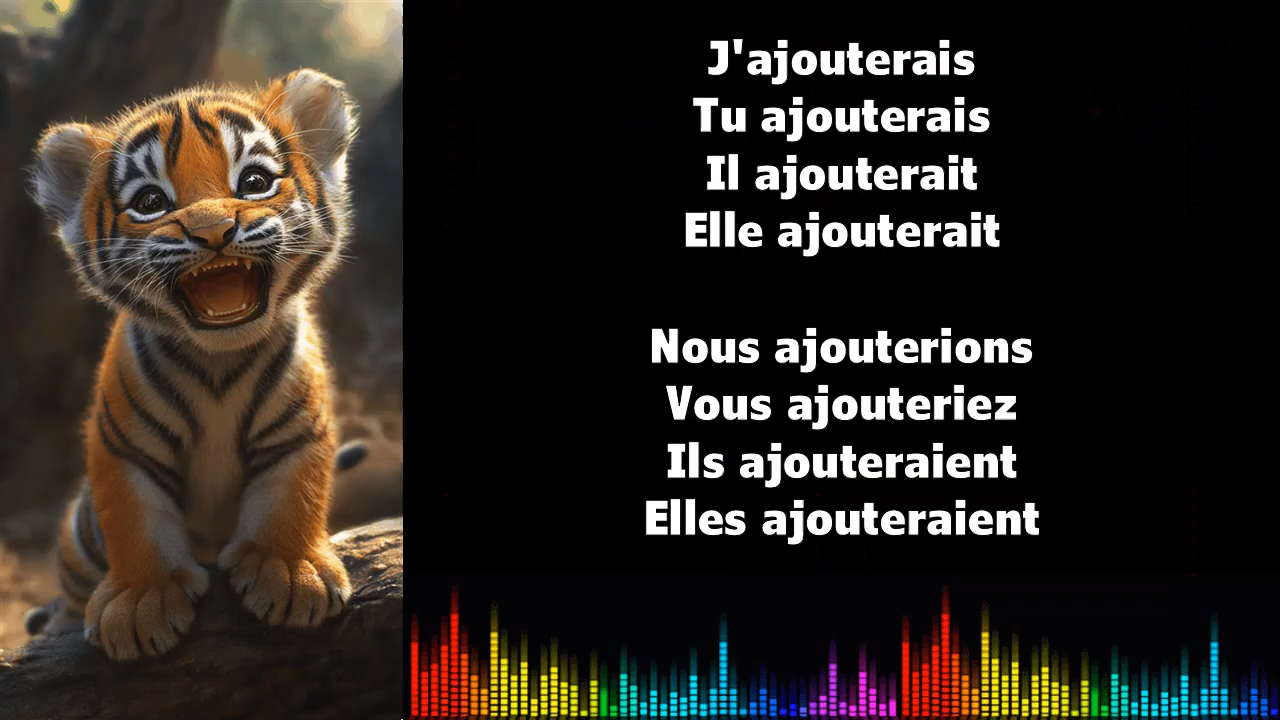 J'ajouterais
Tu ajouterais
Il ajouterait
Elle ajouterait
Nous ajouterions
Vous ajouteriez
Ils ajouteraient
Elles ajouteraient